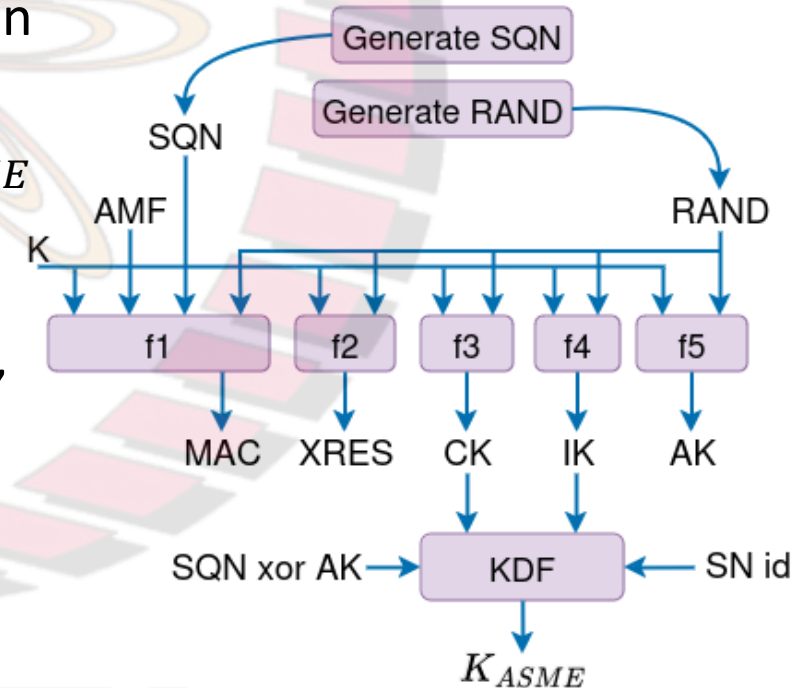 n
Generate SQN
Generate RAND
SQN
E
AMF
RAND
K
f1 f2 f3 f4 f5
,
MAC XRES CK IK AK
SQN xor AK KDF SN id
K_ASME